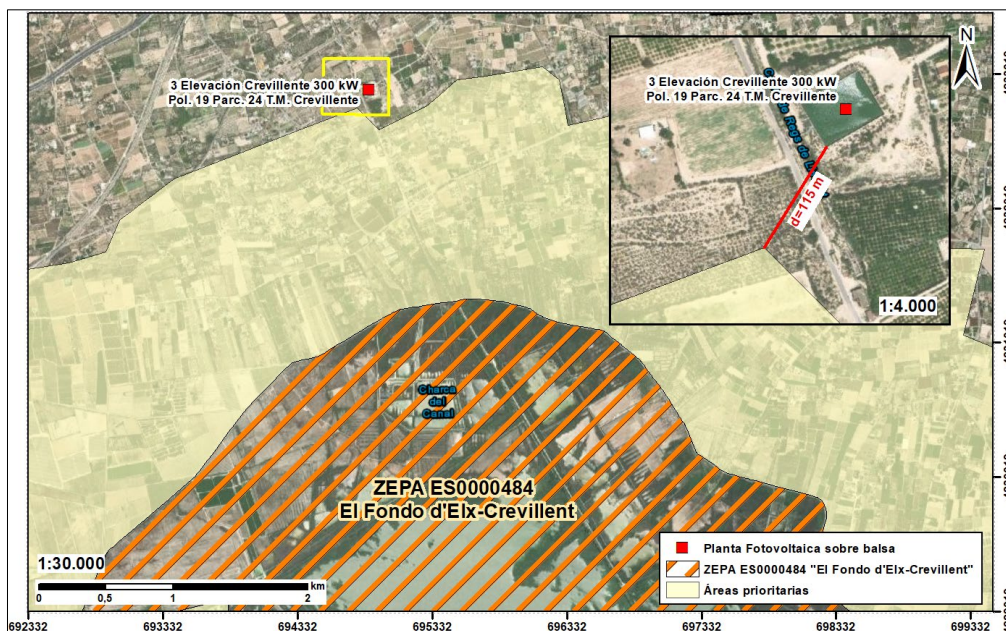 3 Elevación Crevillente 300 kW
Pol. 19 Parc. 24 T.M. Crevillente
N
3 Elevación Crevillente 300 kW
Pol. 19 Parc. 24 T.M. Crevillente
d=115 m
1:4.000
Charca
del
Canal
ZEPA ES0000484
El Fondo d'Elx-Crevillent
1:30.000
km
0 0,5 1 2
Planta Fotovoltaica sobre balsa
ZEPA ES0000484 "El Fondo d'Elx-Crevillent"
Áreas prioritarias
692332 693332 694332 695332 696332 697332 698332 699332